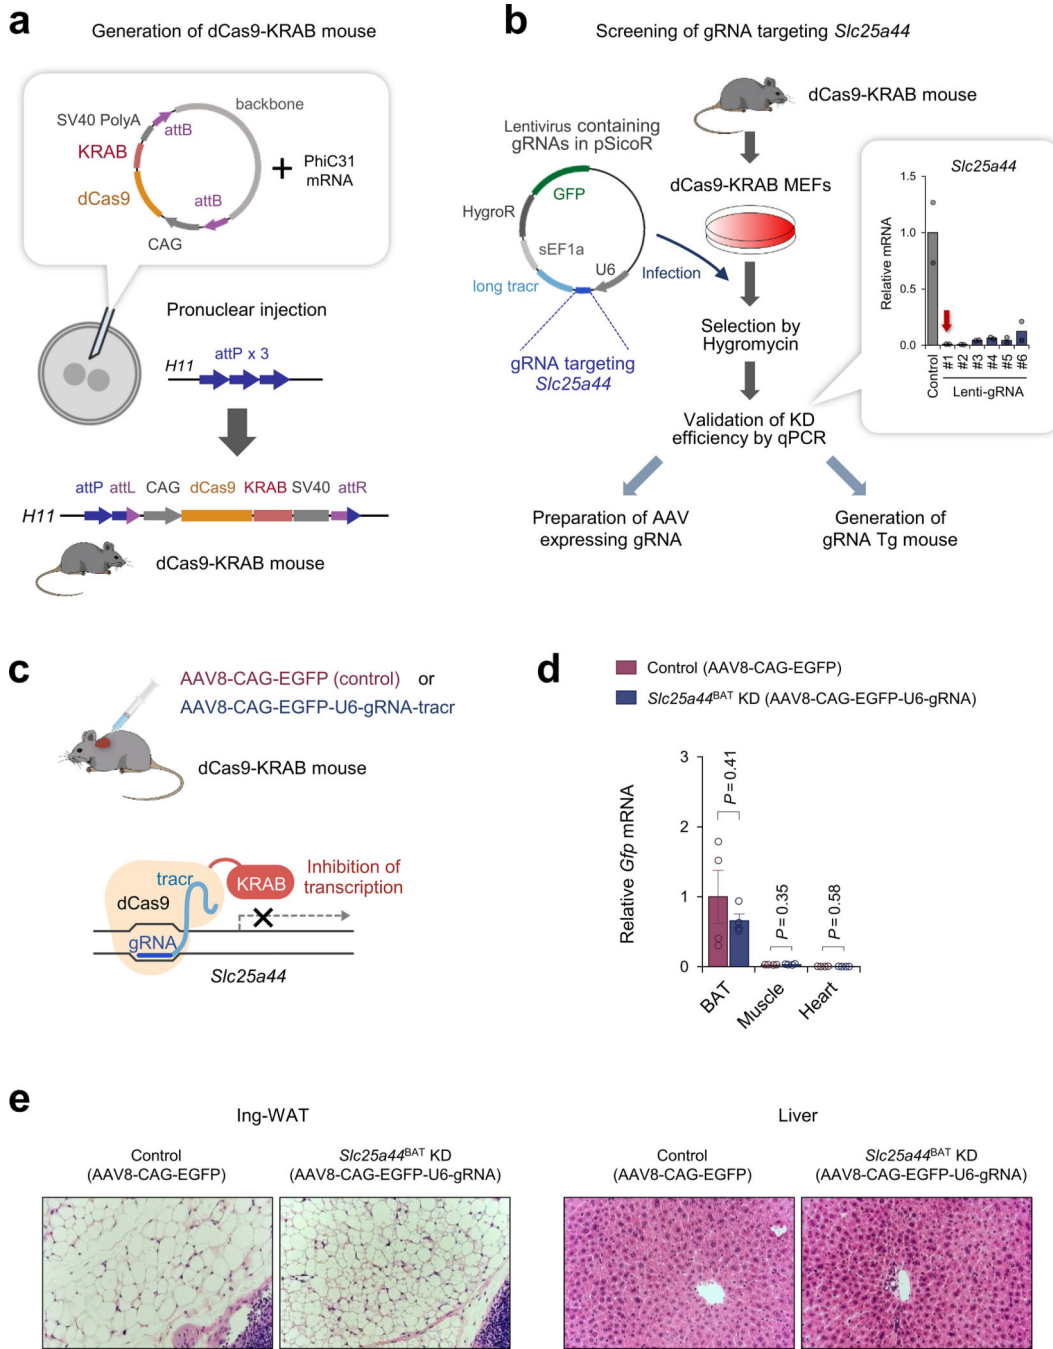 a
Generation of dCas9-KRAB mouse
backbone
SV40 PolyA
attB
KRAB
dCas9
attB
CAG
+
PhiC31
mRNA
Pronuclear injection
attP x 3
H11
attP attL CAG dCas9 KRAB SV40 attR
H11
dCas9-KRAB mouse
b
Screening of gRNA targeting Slc25a44
dCas9-KRAB mouse
Lentivirus containing
gRNAs in pSicoR
GFP
HygroR
sEF1a
U6
long tracr
gRNA targeting
Slc25a44
dCas9-KRAB MEFs
Infection
Selection by
Hygromycin
Validation of KD
efficiency by qPCR
Preparation of AAV
expressing gRNA
Generation of
gRNA Tg mouse
Slc25a44
Relative mRNA
1.5
1.0
0.5
0.0
Control
#1
#2
#3
#4
#5
#6
Lenti-gRNA
c
AAV8-CAG-EGFP (control) or
AAV8-CAG-EGFP-U6-gRNA-tracr
dCas9-KRAB mouse
tracr
dCas9
KRAB
Inhibition of
transcription
gRNA
Slc25a44
d
Control (AAV8-CAG-EGFP)
Slc25a44BAT KD (AAV8-CAG-EGFP-U6-gRNA)
Relative Gfp mRNA
3
2
1
0
P = 0.41
P = 0.35
P = 0.58
BAT
Muscle
Heart
e
Ing-WAT
Control
(AAV8-CAG-EGFP)
Slc25a44BAT KD
(AAV8-CAG-EGFP-U6-gRNA)
Liver
Control
(AAV8-CAG-EGFP)
Slc25a44BAT KD
(AAV8-CAG-EGFP-U6-gRNA)